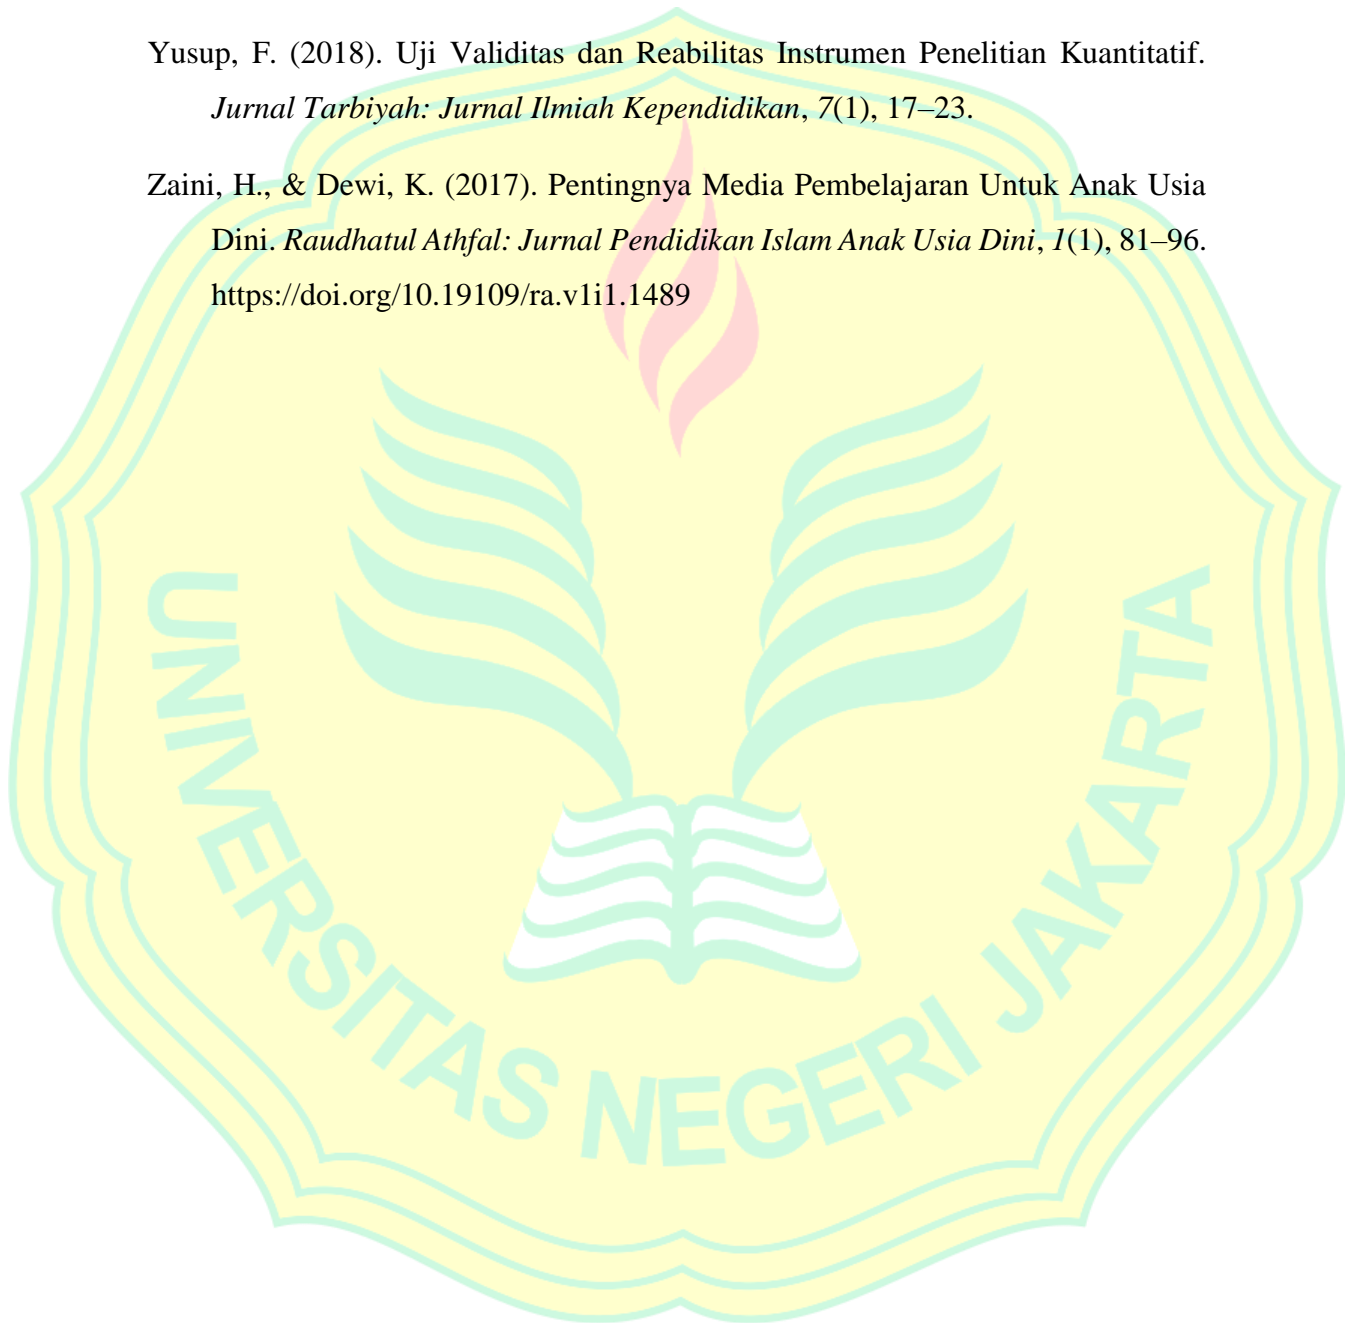 Yusup, F. (2018). Uji Validitas dan Reabilitas Instrumen Penelitian Kuantitatif.
Jurnal Tarbiyah: Jurnal Ilmiah Kependidikan, 7(1), 17–23.
Zaini, H., & Dewi, K. (2017). Pentingnya Media Pembelajaran Untuk Anak Usia
Dini. Raudhatul Athfal: Jurnal Pendidikan Islam Anak Usia Dini, 1(1), 81–96.
https://doi.org/10.19109/ra.v1i1.1489
UNIVERSITAS NEGERI JAKARTA